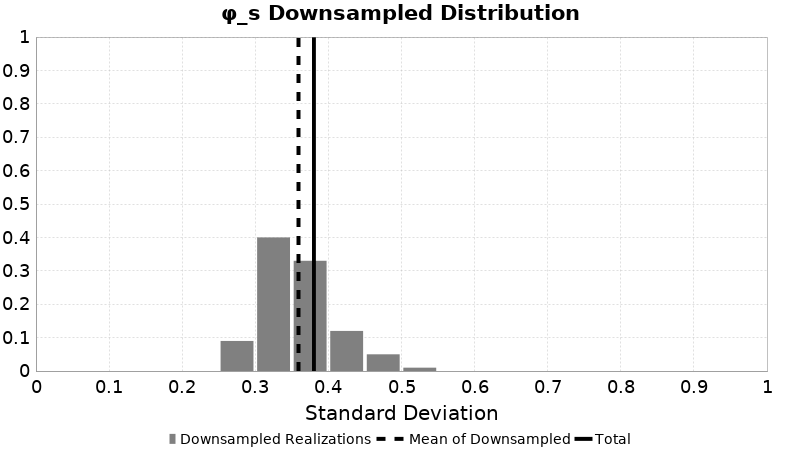 φ_s Downsampled Distribution
1
0.9
0.8
0.7
0.6
0.5
0.4
0.3
0.2
0.1
0
0 0.1 0.2 0.3 0.4 0.5 0.6 0.7 0.8 0.9 1
Standard Deviation
Downsampled Realizations Mean of Downsampled Total